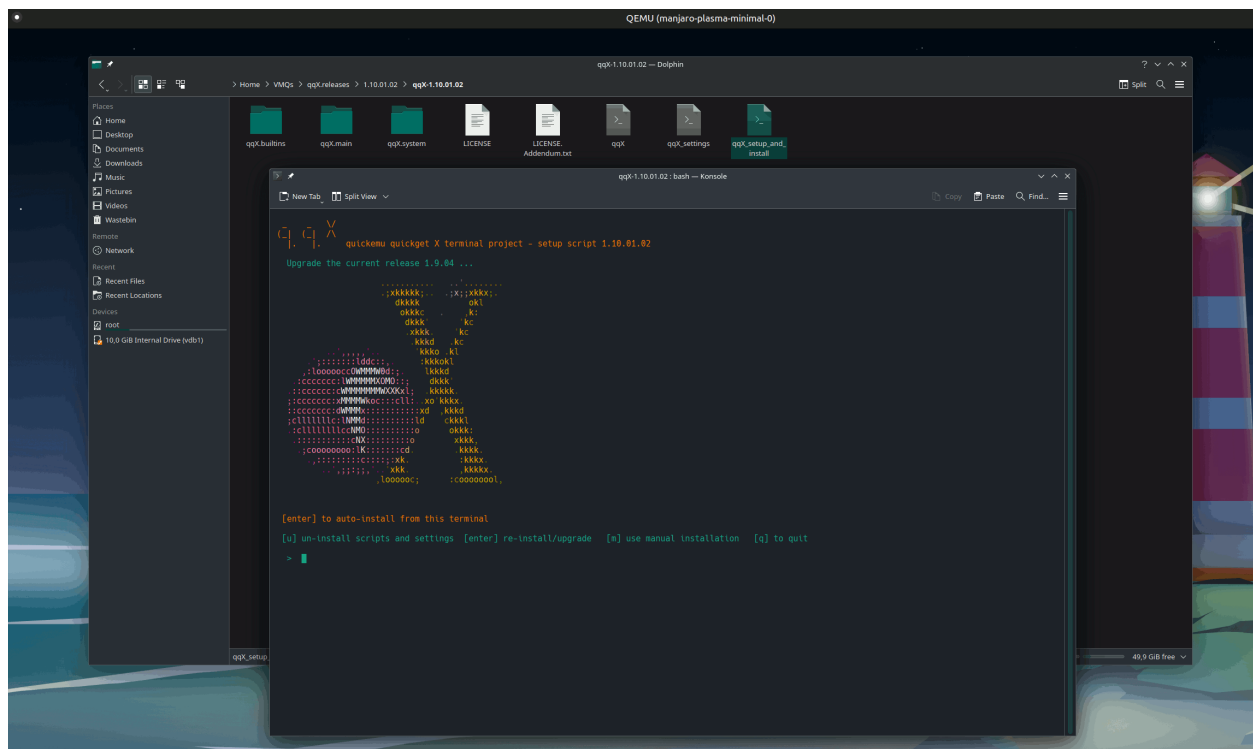 QEMU (manjaro-plasma-minimal-0)
qqX-1.10.01.02 — Dolphin
> Home > VMQs > qqX.releases > 1.10.01.02 > qqX-1.10.01.02
Split
Places
Home
Desktop
Documents
Downloads
Music
Pictures
Videos
Wastebin
Remote
Network
Recent
Recent Files
Recent Locations
Devices
root
10,0 GiB Internal Drive (vdb1)
qqX.builtins
qqX.main
qqX.system
LICENSE
LICENSE.
Addendum.txt
qqX
qqX_settings
qqX_setup_and_
install
qqX-1.10.01.02 : bash — Konsole
New Tab
Split View
Copy
Paste
Find...
quickemu quickget X terminal project - setup script 1.10.01.02
Upgrade the current release 1.9.04 ...
[enter] to auto-install from this terminal
[u] un-install scripts and settings [enter] re-install/upgrade [m] use manual installation [q] to quit
>
qqX_setup_
49,9 GiB free